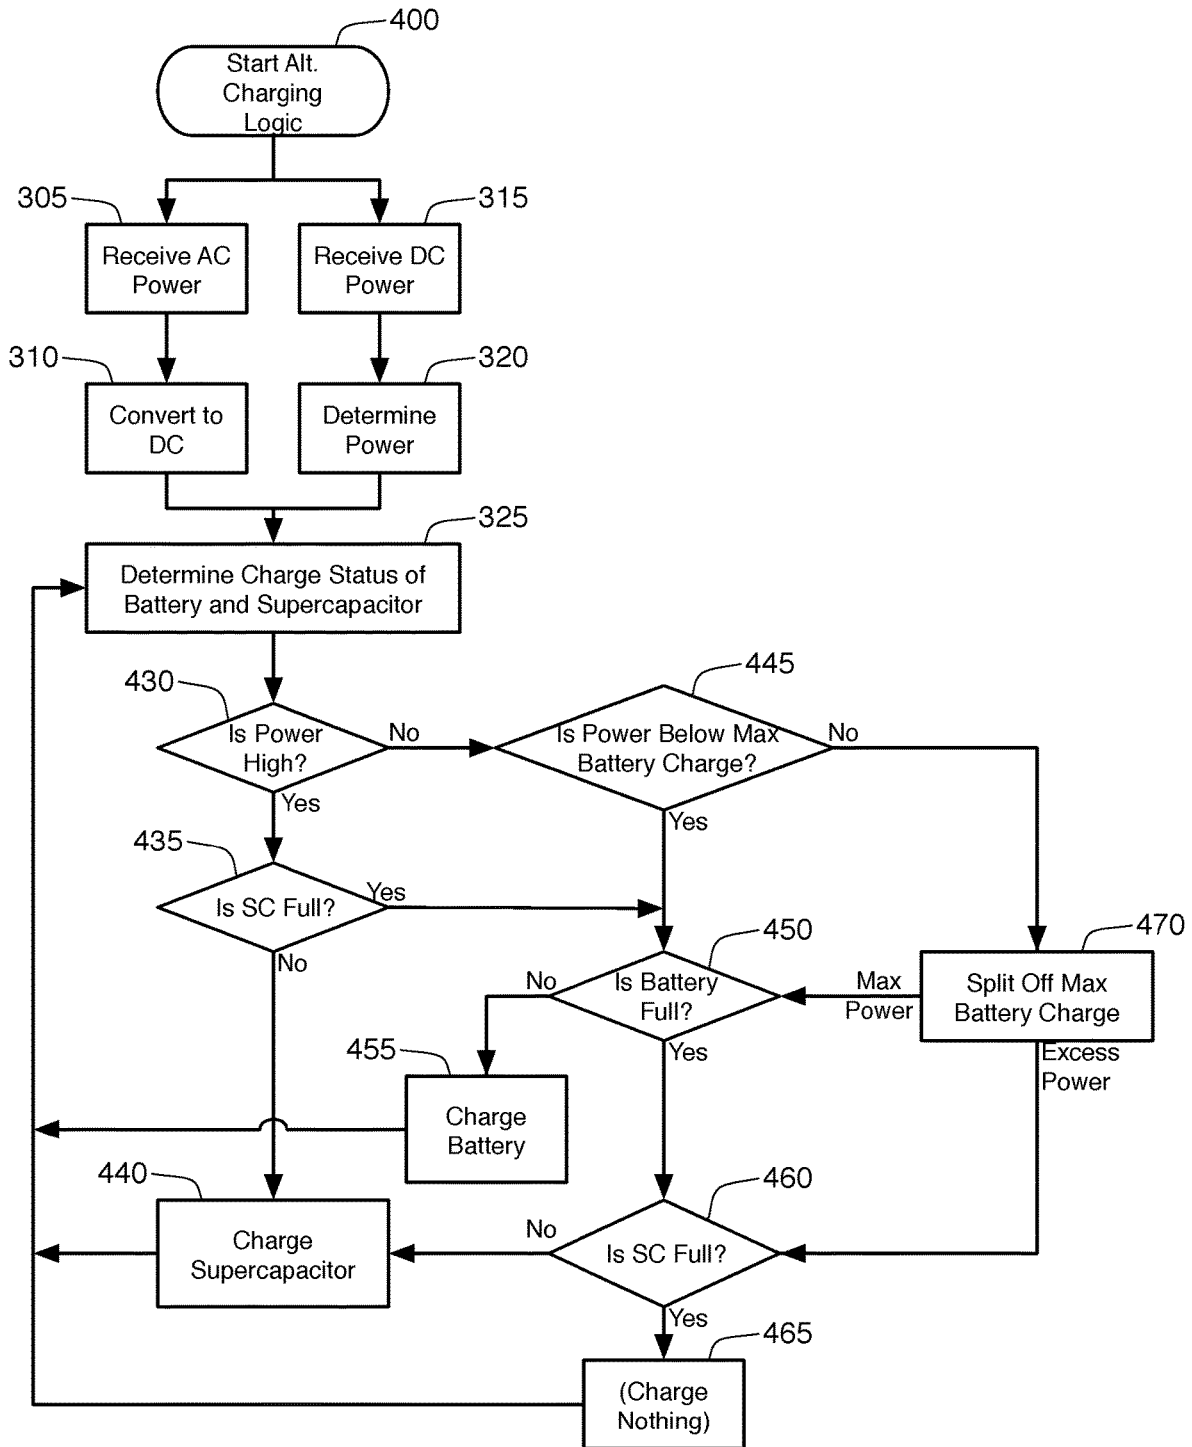 400
Start Alt.
Charging
Logic
305
315
Receive AC
Power
Receive DC
Power
310
320
Convert to
DC
Determine
Power
325
Determine Charge Status of
Battery and Supercapacitor
430
445
Is Power
High?
No
Is Power Below Max
Battery Charge?
No
Yes
Yes
435
Is SC Full?
Yes
No
450
470
No
Is Battery
Full?
Max
Power
Split Off Max
Battery Charge
Yes
Excess
Power
455
Charge
Battery
440
460
Charge
Supercapacitor
No
Is SC Full?
Yes
465
(Charge
Nothing)